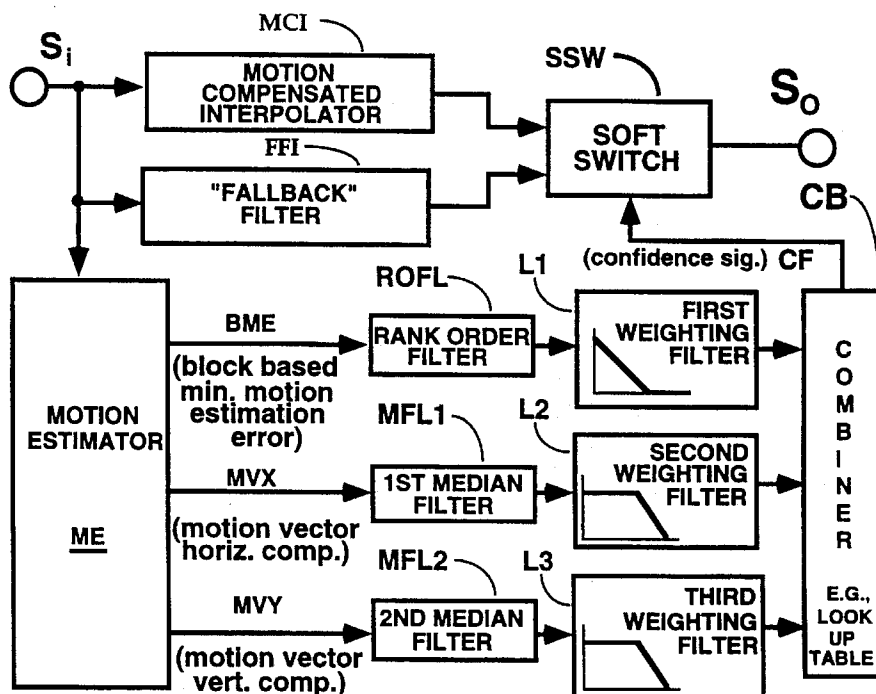 MCI
Si
MOTION
COMPENSATED
INTERPOLATOR
SSW
So
SOFT
SWITCH
FFI
"FALLBACK"
FILTER
CB
(confidence sig.) CF
ROFL
L1
BME
RANK ORDER
FILTER
FIRST
WEIGHTING
FILTER
(block based
min. motion
estimation
error)
MOTION
ESTIMATOR
ME
MFL1
L2
MVX
1ST MEDIAN
FILTER
SECOND
WEIGHTING
FILTER
(motion vector
horiz. comp.)
MFL2
L3
MVY
2ND MEDIAN
FILTER
THIRD
WEIGHTING
FILTER
(motion vector
vert. comp.)
COMBINER
E.G.,
LOOK
UP
TABLE